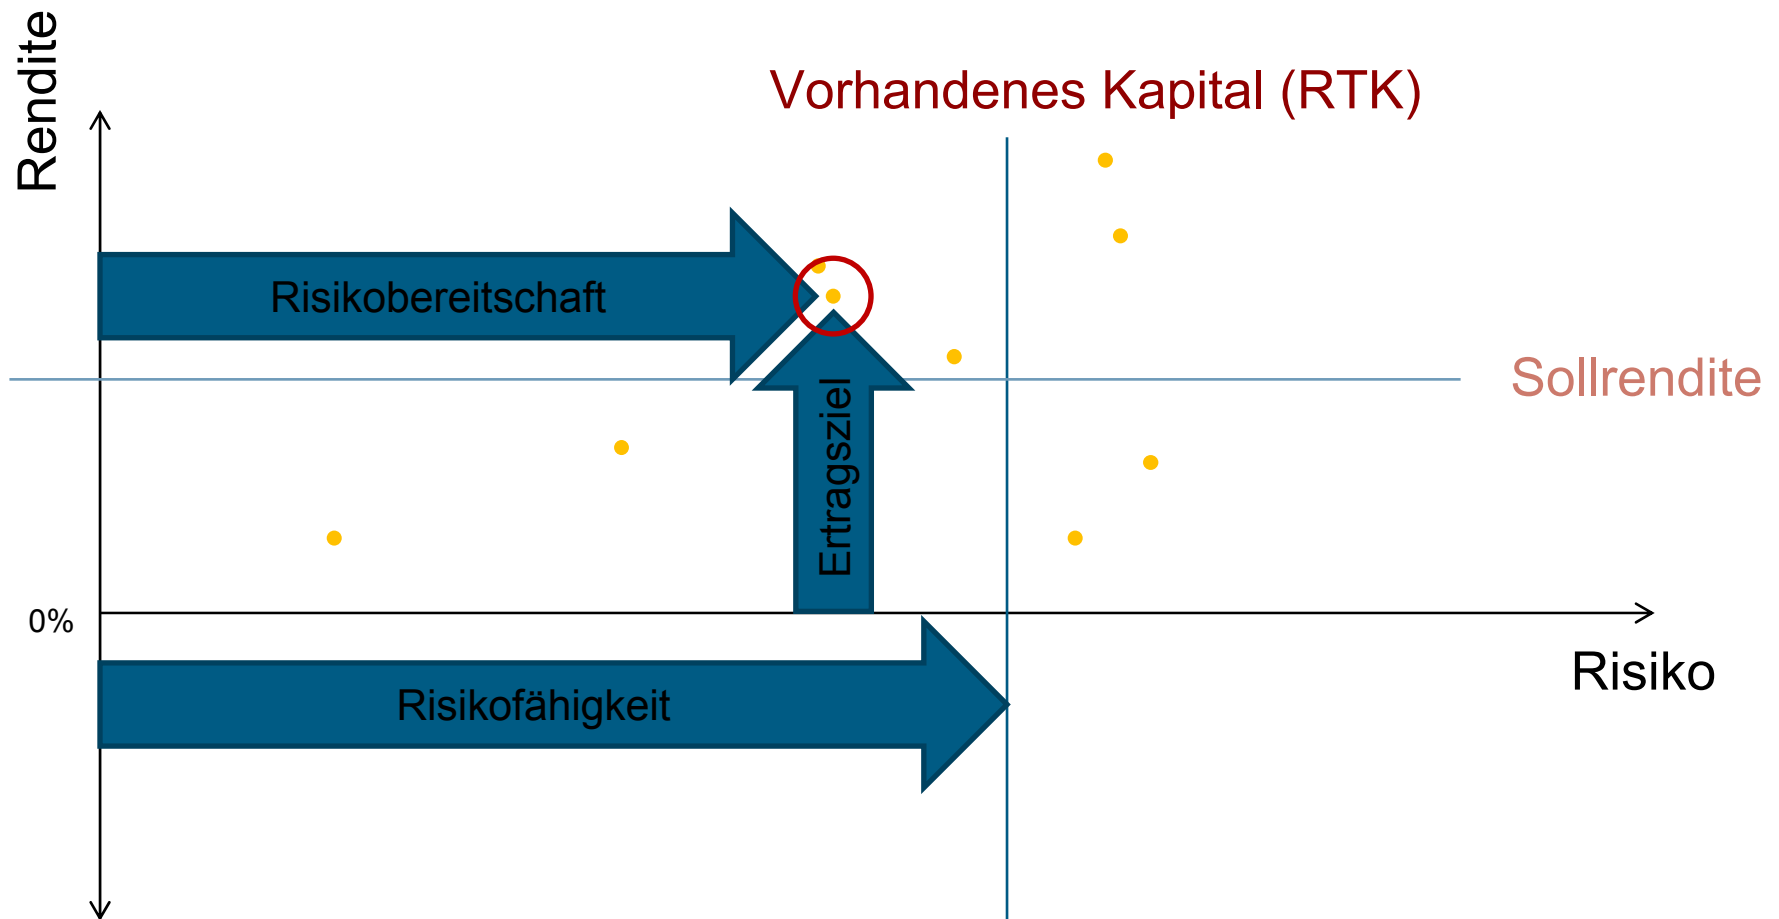 Rendite
Vorhandenes Kapital (RTK)
Risikobereitschaft
Sollrendite
Ertragsziel
0%
Risiko
Risikofähigkeit